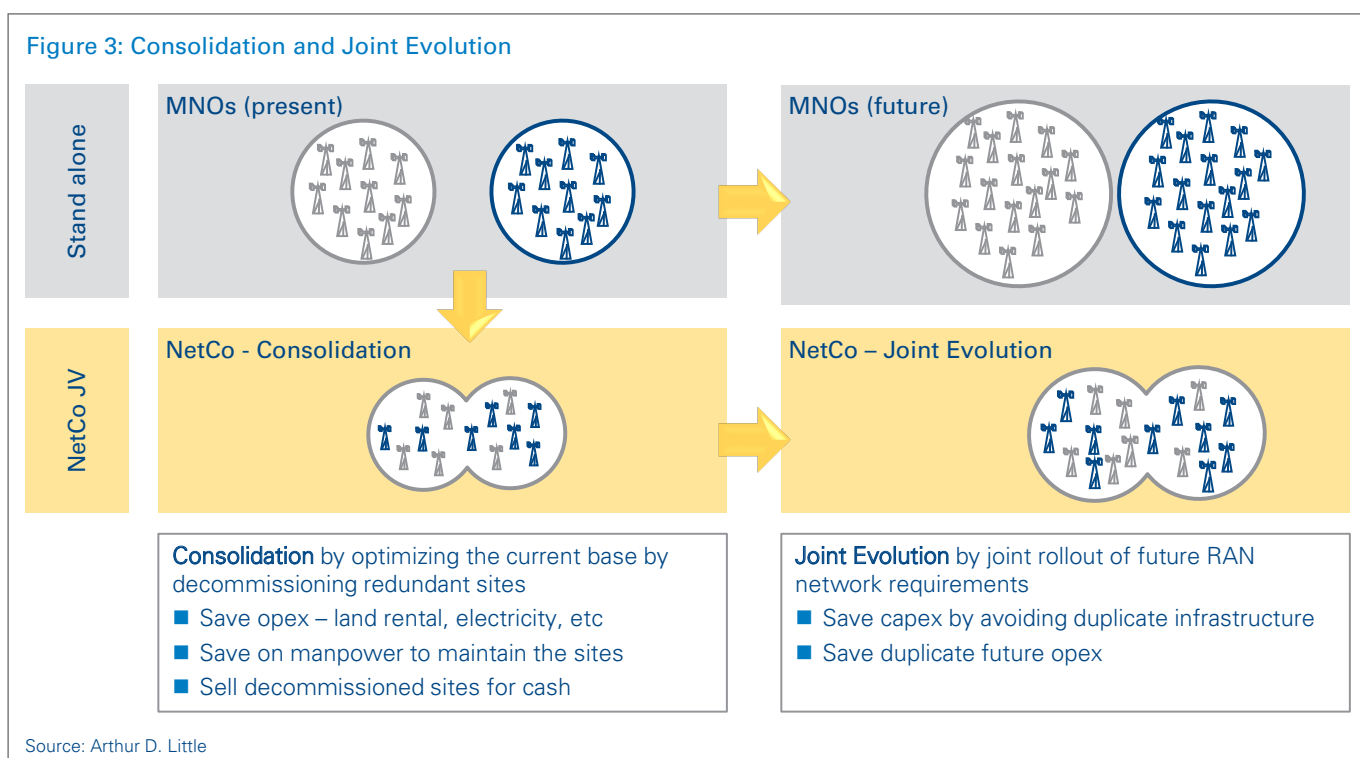 Figure 3: Consolidation and Joint Evolution
Stand alone
MNOs (present)
MNOs (future)
NetCo JV
NetCo - Consolidation
NetCo – Joint Evolution
Consolidation by optimizing the current base by
decommissioning redundant sites
■ Save opex – land rental, electricity, etc
■ Save on manpower to maintain the sites
■ Sell decommissioned sites for cash
Joint Evolution by joint rollout of future RAN
network requirements
■ Save capex by avoiding duplicate infrastructure
■ Save duplicate future opex
Source: Arthur D. Little